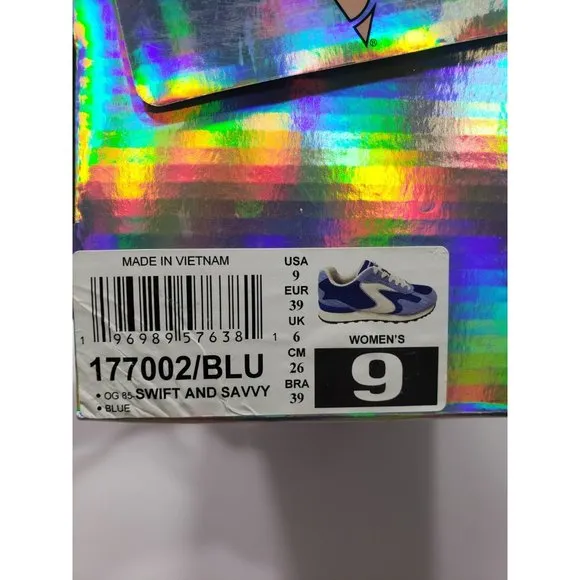 ®
MADE IN VIETNAM
1 96989 57638 1
177002/BLU
• OG 85-SWIFT AND SAVVY
• BLUE
USA
9
EUR
39
UK
6
CM
26
BRA
39
WOMEN'S
9